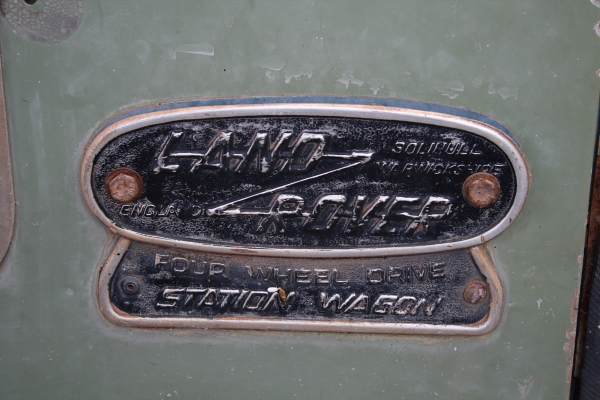 LAND
SOLIHULL
WARWICKSHIRE
ENGLAND
ROVER
FOUR WHEEL DRIVE
STATION WAGON